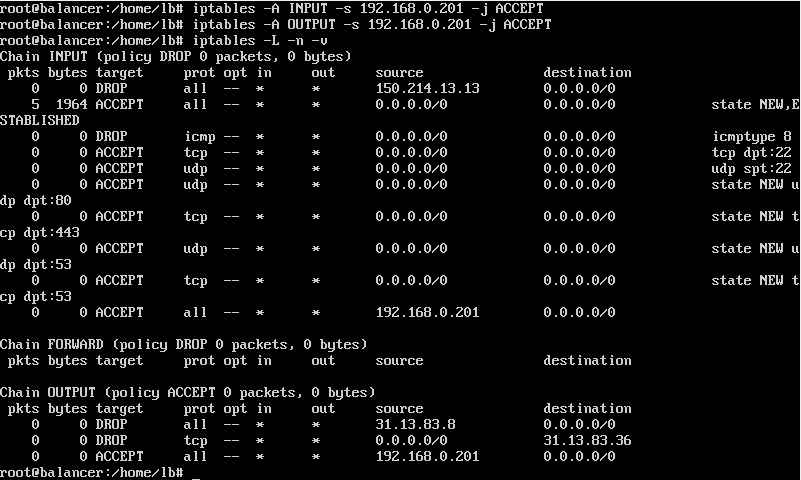 root@balancer:/home/lb# iptables -A INPUT -s 192.168.0.201 -j ACCEPT
root@balancer:/home/lb# iptables -A OUTPUT -s 192.168.0.201 -j ACCEPT
root@balancer:/home/lb# iptables -L -n -v
Chain INPUT (policy DROP 0 packets, 0 bytes)
 pkts bytes target     prot opt in     out     source               destination
    0     0 DROP       all  --  *      *       150.214.13.13        0.0.0.0/0
    5  1964 ACCEPT     all  --  *      *       0.0.0.0/0            0.0.0.0/0            state NEW,E
STABLISHED
    0     0 DROP       icmp --  *      *       0.0.0.0/0            0.0.0.0/0            icmptype 8
    0     0 ACCEPT     tcp  --  *      *       0.0.0.0/0            0.0.0.0/0            tcp dpt:22
    0     0 ACCEPT     udp  --  *      *       0.0.0.0/0            0.0.0.0/0            udp spt:22
    0     0 ACCEPT     udp  --  *      *       0.0.0.0/0            0.0.0.0/0            state NEW u
dp dpt:80
    0     0 ACCEPT     tcp  --  *      *       0.0.0.0/0            0.0.0.0/0            state NEW t
cp dpt:443
    0     0 ACCEPT     udp  --  *      *       0.0.0.0/0            0.0.0.0/0            state NEW u
dp dpt:53
    0     0 ACCEPT     tcp  --  *      *       0.0.0.0/0            0.0.0.0/0            state NEW t
cp dpt:53
    0     0 ACCEPT     all  --  *      *       192.168.0.201        0.0.0.0/0
Chain FORWARD (policy DROP 0 packets, 0 bytes)
 pkts bytes target     prot opt in     out     source               destination
Chain OUTPUT (policy ACCEPT 0 packets, 0 bytes)
 pkts bytes target     prot opt in     out     source               destination
    0     0 DROP       all  --  *      *       31.13.83.8           0.0.0.0/0
    0     0 DROP       tcp  --  *      *       0.0.0.0/0            31.13.83.36
    0     0 ACCEPT     all  --  *      *       192.168.0.201        0.0.0.0/0
root@balancer:/home/lb# _